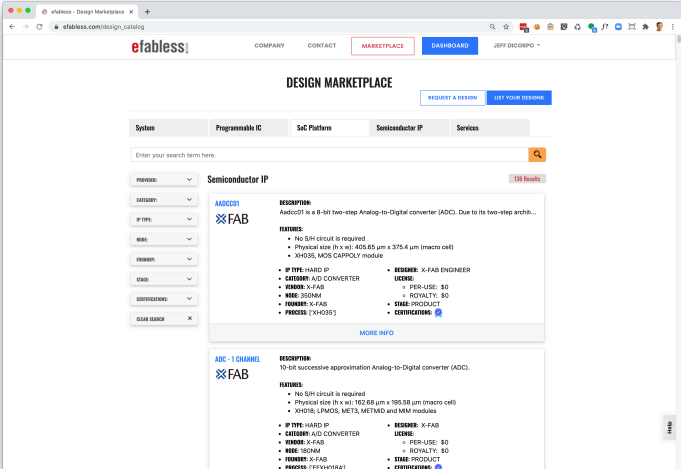 efabless - Design Marketplace
efabless.com/design_catalog
efabless
COMPANY
CONTACT
MARKETPLACE
DASHBOARD
JEFF DICORPO
DESIGN MARKETPLACE
REQUEST A DESIGN
LIST YOUR DESIGNS
System
Programmable IC
SoC Platform
Semiconductor IP
Services
Enter your search term here.
PROVIDER:
CATEGORY:
IP TYPE:
NODE:
FOUNDRY:
STAGE:
CERTIFICATIONS:
CLEAR SEARCH
Semiconductor IP
136 Results
AADCC01
XFAB
DESCRIPTION:
Aadcc01 is a 8-bit two-step Analog-to-Digital converter (ADC). Due to its two-step archit...
FEATURES:
No S/H circuit is required
Physical size (h x w): 405.65 µm x 375.4 µm (macro cell)
XH035, MOS CAPPOLY module
IP TYPE: HARD IP
CATEGORY: A/D CONVERTER
VENDOR: X-FAB
NODE: 350NM
FOUNDRY: X-FAB
PROCESS: ['XH035']
DESIGNER: X-FAB ENGINEER
LICENSE:
PER-USE: $0
ROYALTY: $0
STAGE: PRODUCT
CERTIFICATIONS:
MORE INFO
ADC - 1 CHANNEL
XFAB
DESCRIPTION:
10-bit successive approximation Analog-to-Digital converter (ADC).
FEATURES:
No S/H circuit is required
Physical size (h x w): 162.68 µm x 195.58 µm (macro cell)
XH018; LPMOS, MET3, METMID and MIM modules
IP TYPE: HARD IP
CATEGORY: A/D CONVERTER
VENDOR: X-FAB
NODE: 180NM
FOUNDRY: X-FAB
PROCESS: ['EFXH018A']
DESIGNER: X-FAB
LICENSE:
PER-USE: $0
ROYALTY: $0
STAGE: PRODUCT
CERTIFICATIONS:
Help